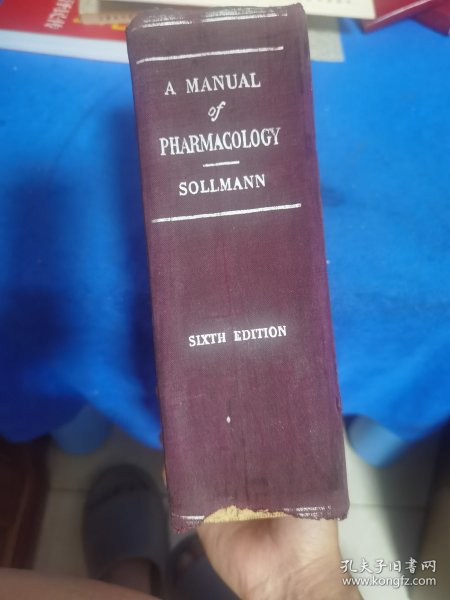 A MANUAL
of
PHARMACOLOGY
SOLLMANN
SIXTH EDITION
孔夫子旧书网
www.kongfz.com